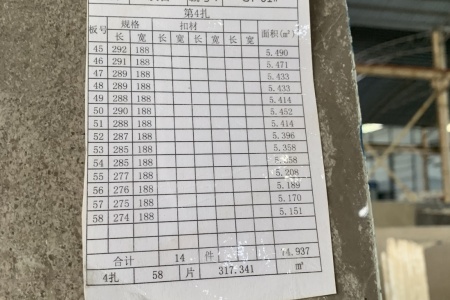 第4扎
板号 规格 扣材 面积(㎡)
长 宽 长 宽 长 宽
45 292 188 5.490
46 291 188 5.471
47 289 188 5.433
48 289 188 5.433
49 288 188 5.414
50 290 188 5.452
51 288 188 5.414
52 287 188 5.396
53 285 188 5.358
54 285 188 5.358
55 277 188 5.208
56 276 188 5.189
57 275 188 5.170
58 274 188 5.151
合计 14 件 74.937
4扎 58 片 317.341 ㎡